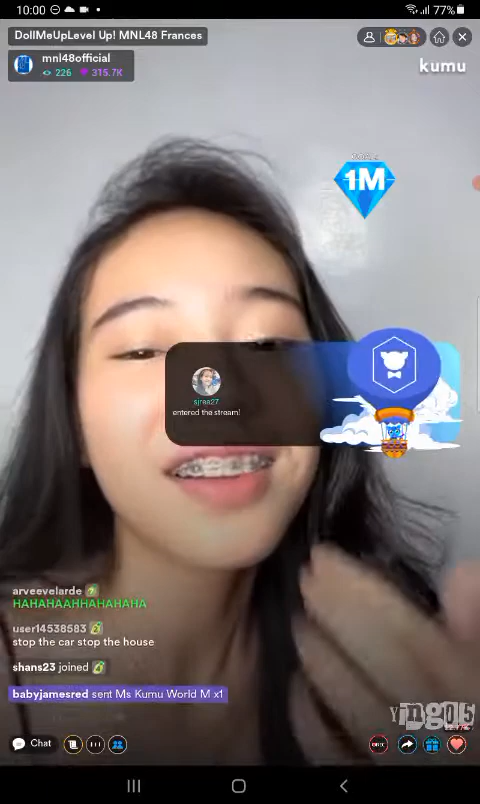 10:00
77%
DollMeUpLevel Up! MNL48 Frances
mnl48official
226 315.7K
kumu
1M
sjrea27
entered the stream!
arveevelarde
HAHAHAAHHAHAHAHA
user14538583
stop the car stop the house
shans23 joined
babyjamesred sent Ms Kumu World M x1
Chat